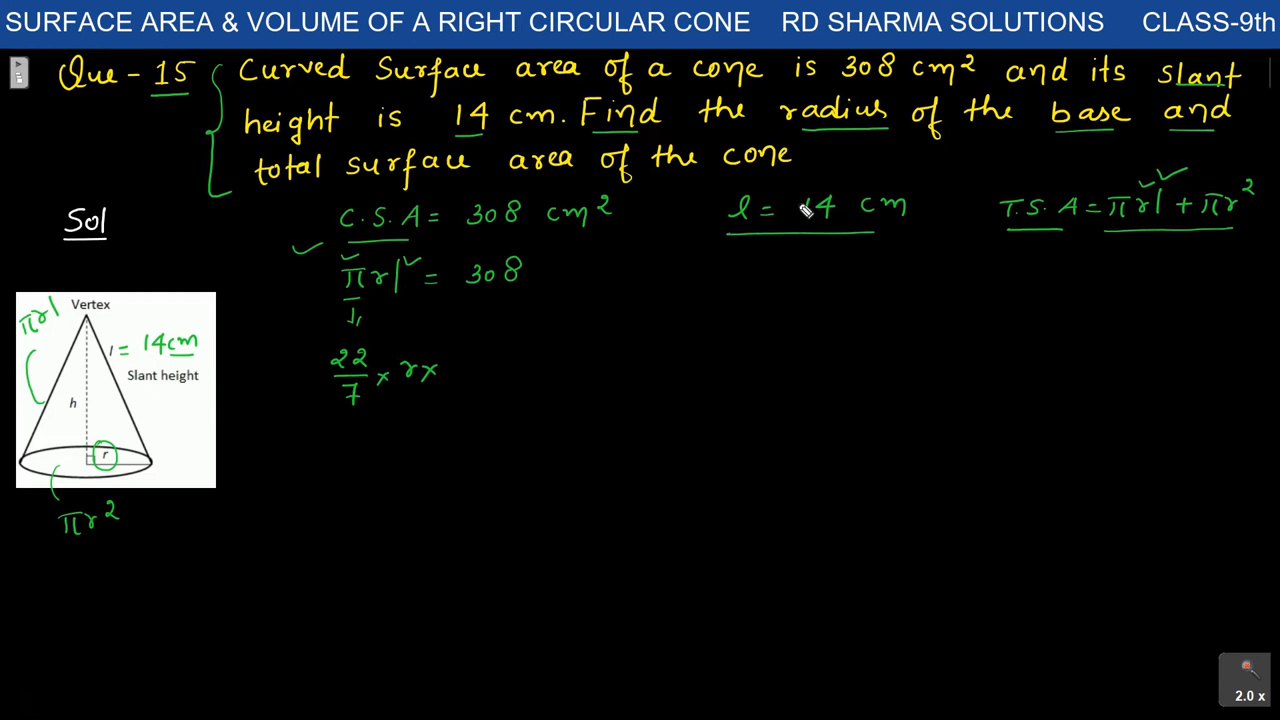 SURFACE AREA & VOLUME OF A RIGHT CIRCULAR CONE RD SHARMA SOLUTIONS CLASS-9th
Que - 15 Curved Surface area of a cone is 308 cm² and its slant
height is 14 cm. Find the radius of the base and
total surface area of the cone
Sol
C.S.A = 308 cm²
l = 14 cm
T.S.A = πrl + πr²
πrl = 308
22/7 × r ×
Vertex
πrl
l = 14cm
Slant height
h
r
πr²
2.0 x